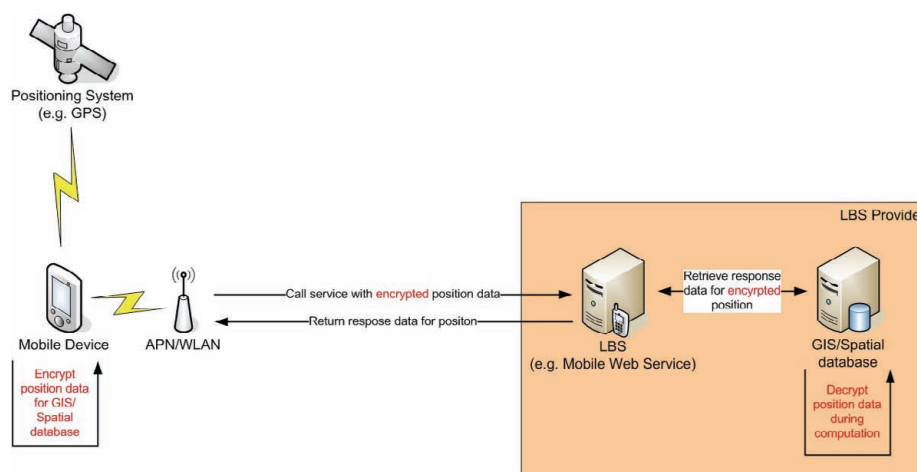 Positioning System
(e.g. GPS)
LBS Provide
Call service with encrypted position data
Return respose data for positon
Retrieve response
data for encyrpted
position
Mobile Device
APN/WLAN
LBS
(e.g. Mobile Web Service)
GIS/Spatial
database
Encrypt
position data
for GIS/
Spatial
database
Decrypt
position data
during
computation